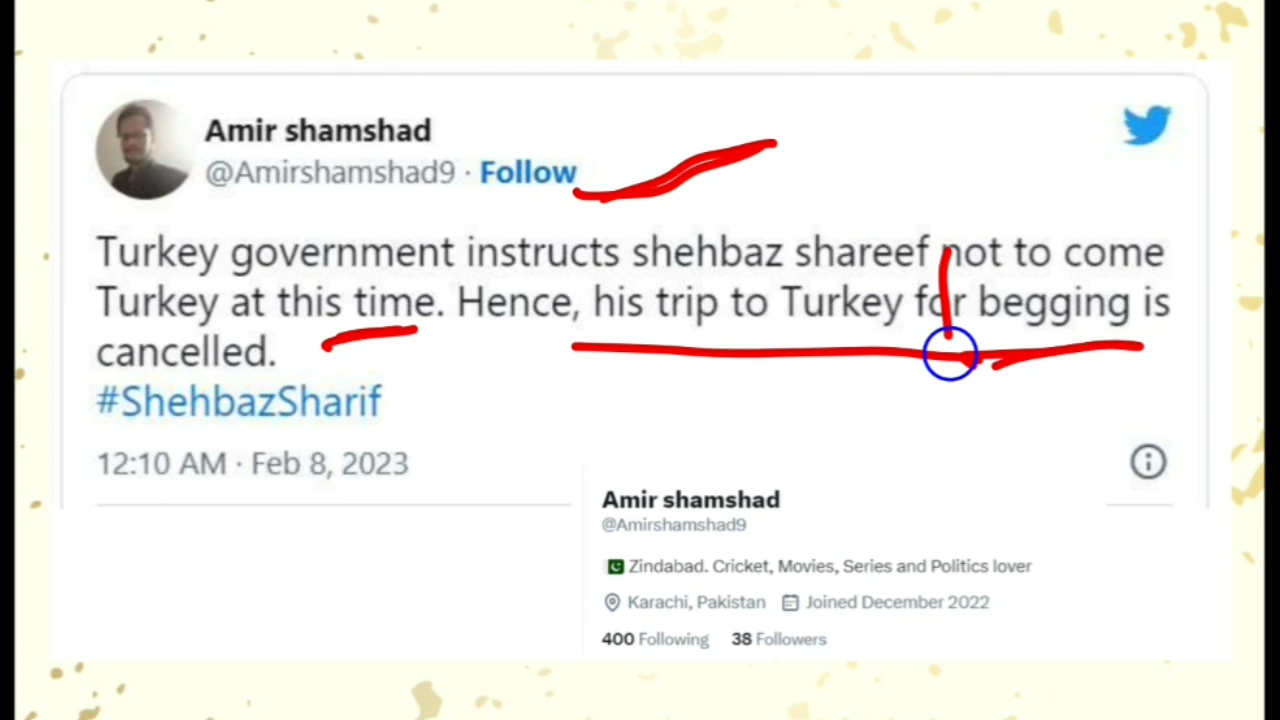 Amir shamshad
@Amirshamshad9 · Follow
Turkey government instructs shehbaz shareef not to come
Turkey at this time. Hence, his trip to Turkey for begging is
cancelled.
#ShehbazSharif
12:10 AM · Feb 8, 2023
Amir shamshad
@Amirshamshad9
🇵🇰 Zindabad. Cricket, Movies, Series and Politics lover
Karachi, Pakistan Joined December 2022
400 Following 38 Followers